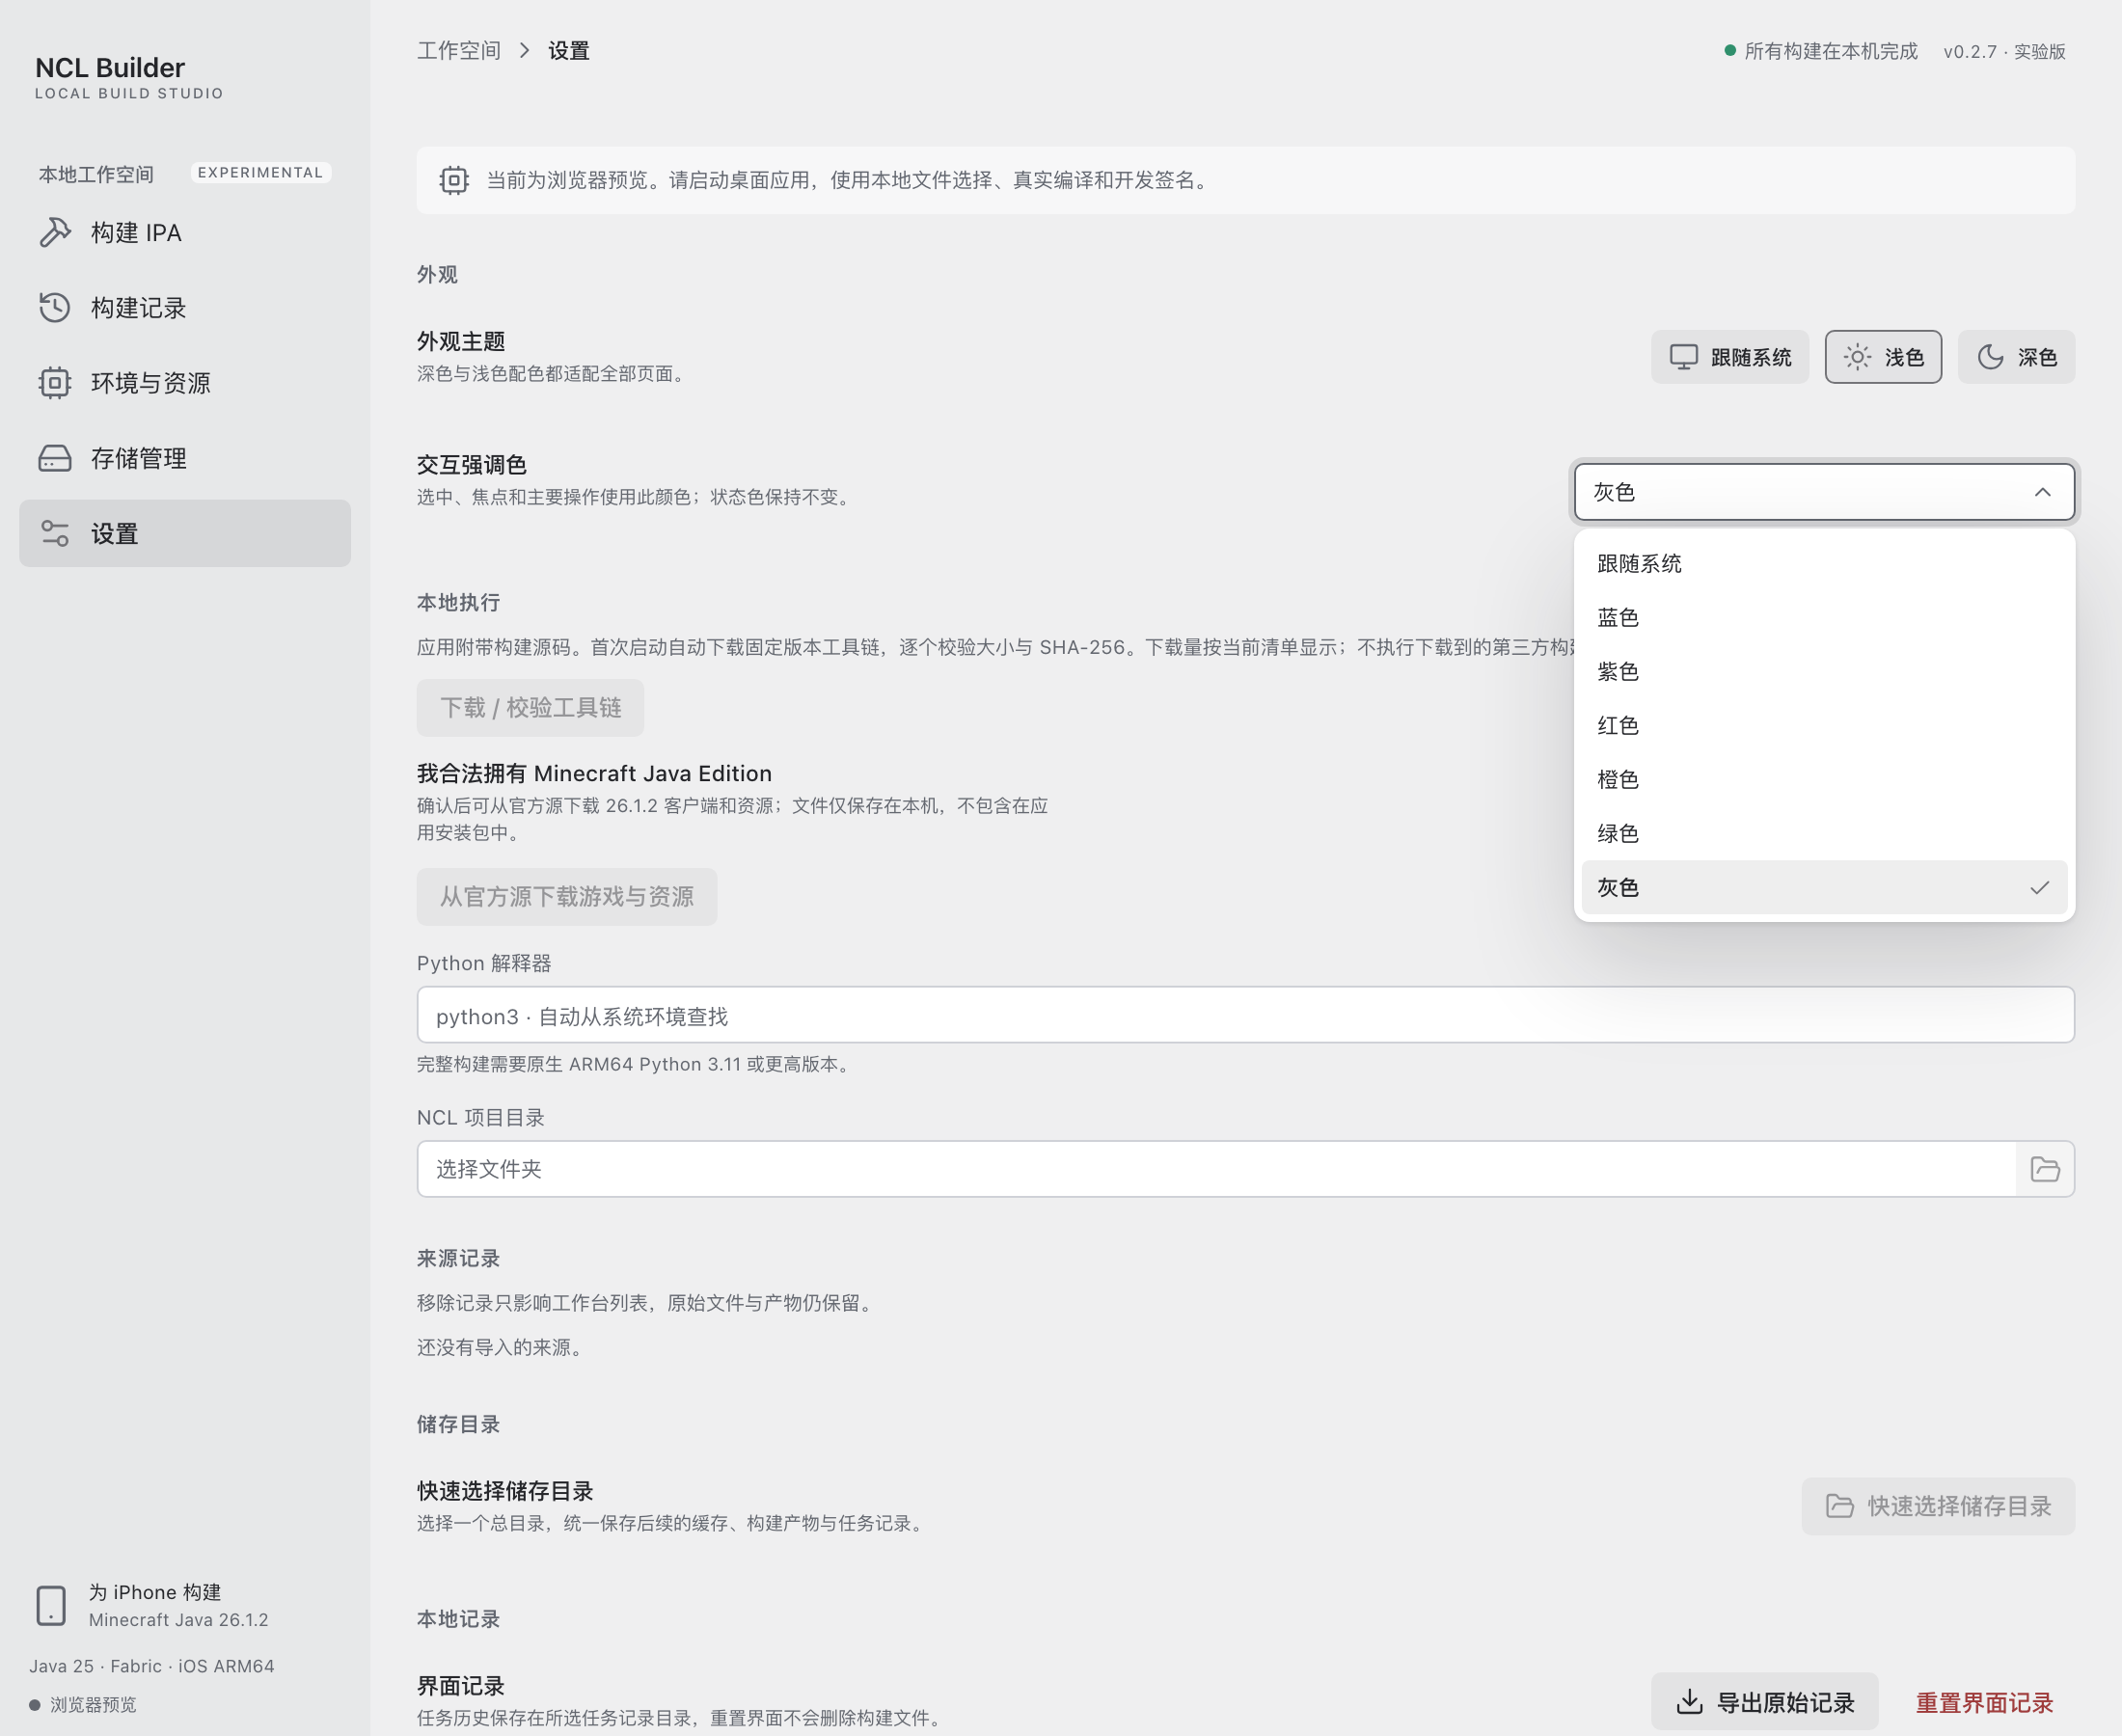 NCL Builder
LOCAL BUILD STUDIO
本地工作空间 EXPERIMENTAL
构建 IPA
构建记录
环境与资源
存储管理
设置
为 iPhone 构建
Minecraft Java 26.1.2
Java 25 · Fabric · iOS ARM64
浏览器预览
工作空间 > 设置
所有构建在本机完成 v0.2.7 · 实验版
当前为浏览器预览。请启动桌面应用，使用本地文件选择、真实编译和开发签名。
外观
外观主题
深色与浅色配色都适配全部页面。
跟随系统 浅色 深色
交互强调色
选中、焦点和主要操作使用此颜色；状态色保持不变。
灰色
跟随系统
蓝色
紫色
红色
橙色
绿色
灰色
本地执行
应用附带构建源码。首次启动自动下载固定版本工具链，逐个校验大小与 SHA-256。下载量按当前清单显示；不执行下载到的第三方构
下载 / 校验工具链
我合法拥有 Minecraft Java Edition
确认后可从官方源下载 26.1.2 客户端和资源；文件仅保存在本机，不包含在应
用安装包中。
从官方源下载游戏与资源
Python 解释器
python3 · 自动从系统环境查找
完整构建需要原生 ARM64 Python 3.11 或更高版本。
NCL 项目目录
选择文件夹
来源记录
移除记录只影响工作台列表，原始文件与产物仍保留。
还没有导入的来源。
储存目录
快速选择储存目录
选择一个总目录，统一保存后续的缓存、构建产物与任务记录。
快速选择储存目录
本地记录
界面记录
任务历史保存在所选任务记录目录，重置界面不会删除构建文件。
导出原始记录 重置界面记录